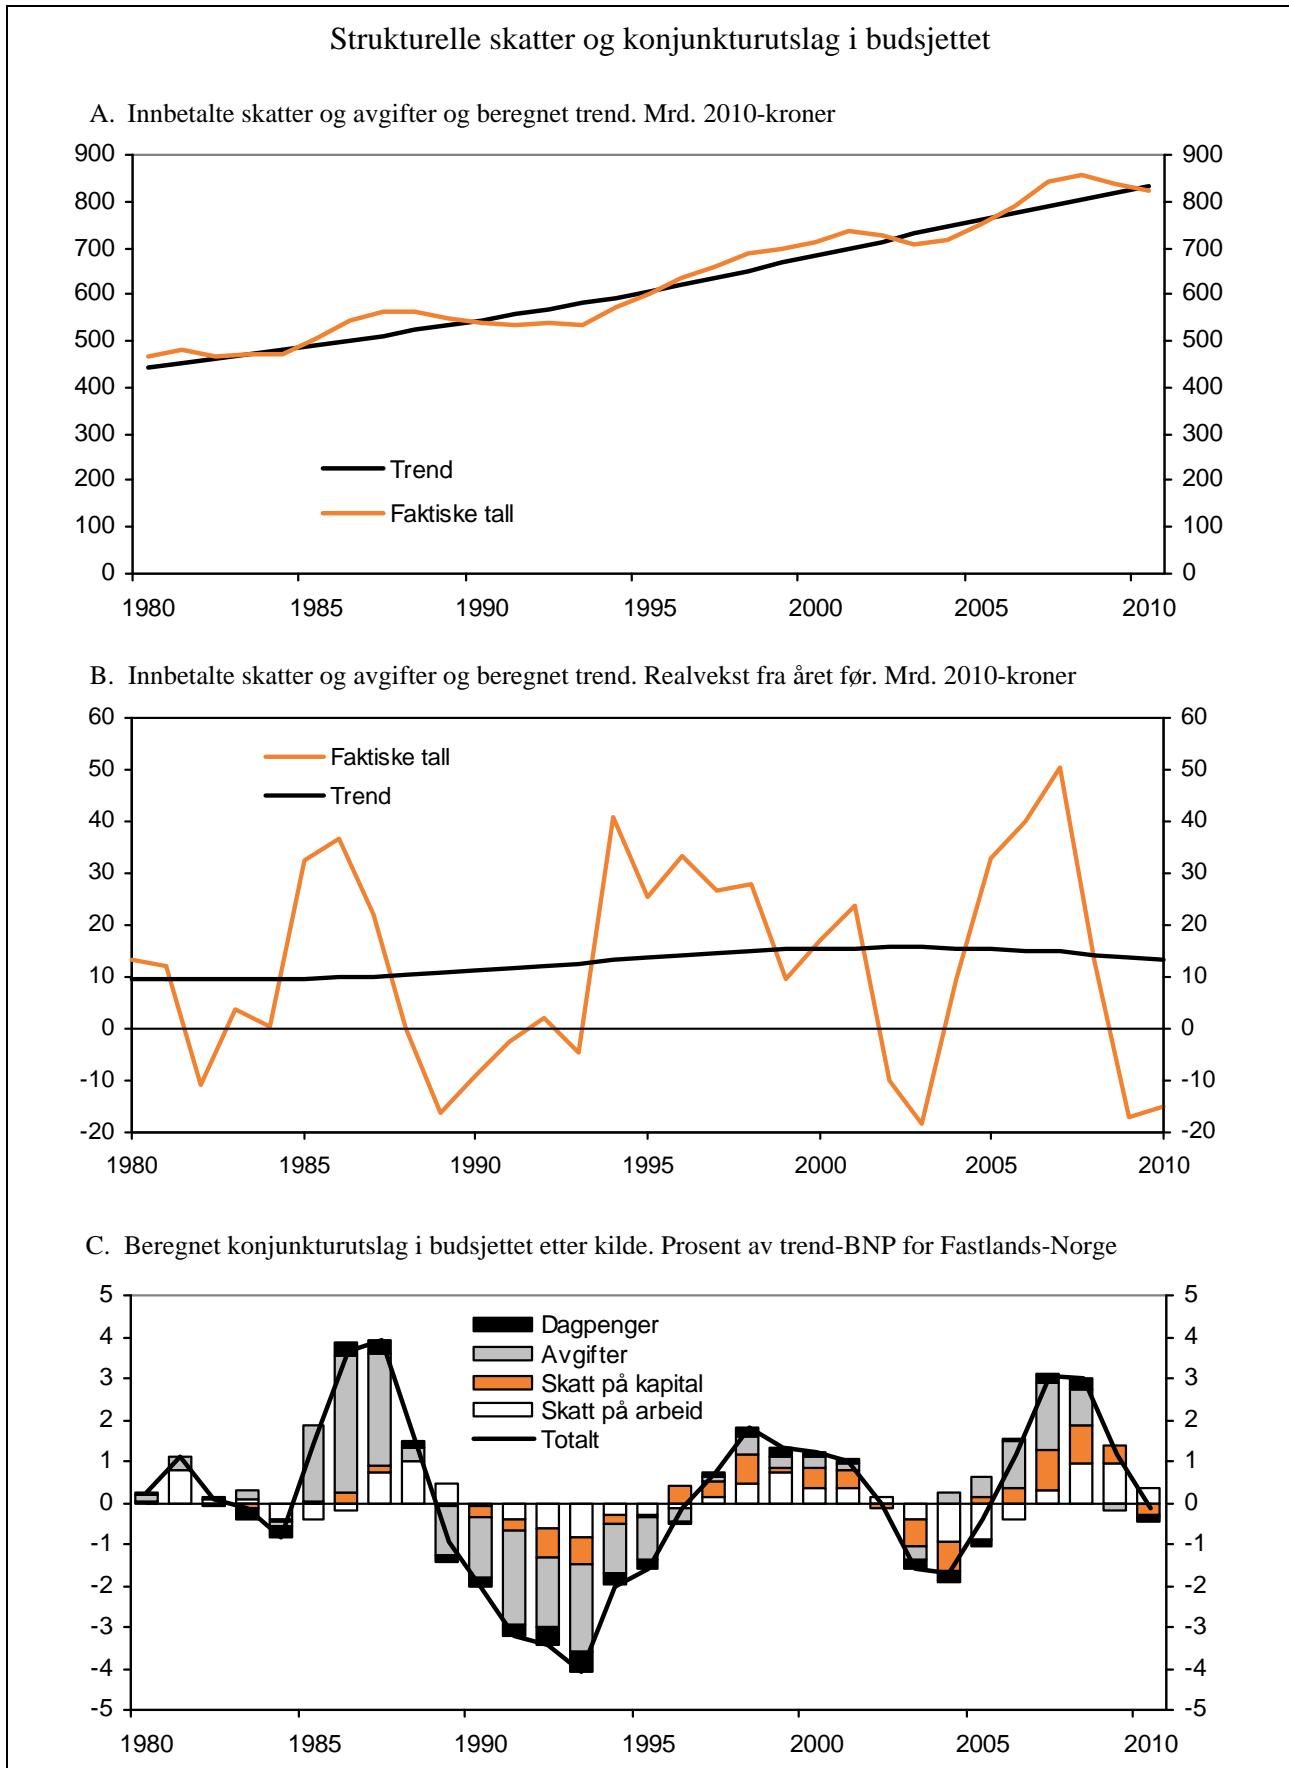 Strukturelle skatter og konjunkturutslag i budsjettet
A. Innbetalte skatter og avgifter og beregnet trend. Mrd. 2010-kroner
900 900
800 800
700 700
600 600
500 500
400 400
300 300
200 200
100 100
0 0
Trend
Faktiske tall
1980 1985 1990 1995 2000 2005 2010
B. Innbetalte skatter og avgifter og beregnet trend. Realvekst fra året før. Mrd. 2010-kroner
60 60
50 50
40 40
30 30
20 20
10 10
0 0
-10 -10
-20 -20
Faktiske tall
Trend
1980 1985 1990 1995 2000 2005 2010
C. Beregnet konjunkturutslag i budsjettet etter kilde. Prosent av trend-BNP for Fastlands-Norge
5 5
4 4
3 3
2 2
1 1
0 0
-1 -1
-2 -2
-3 -3
-4 -4
-5 -5
Dagpenger
Avgifter
Skatt på kapital
Skatt på arbeid
Totalt
1980 1985 1990 1995 2000 2005 2010